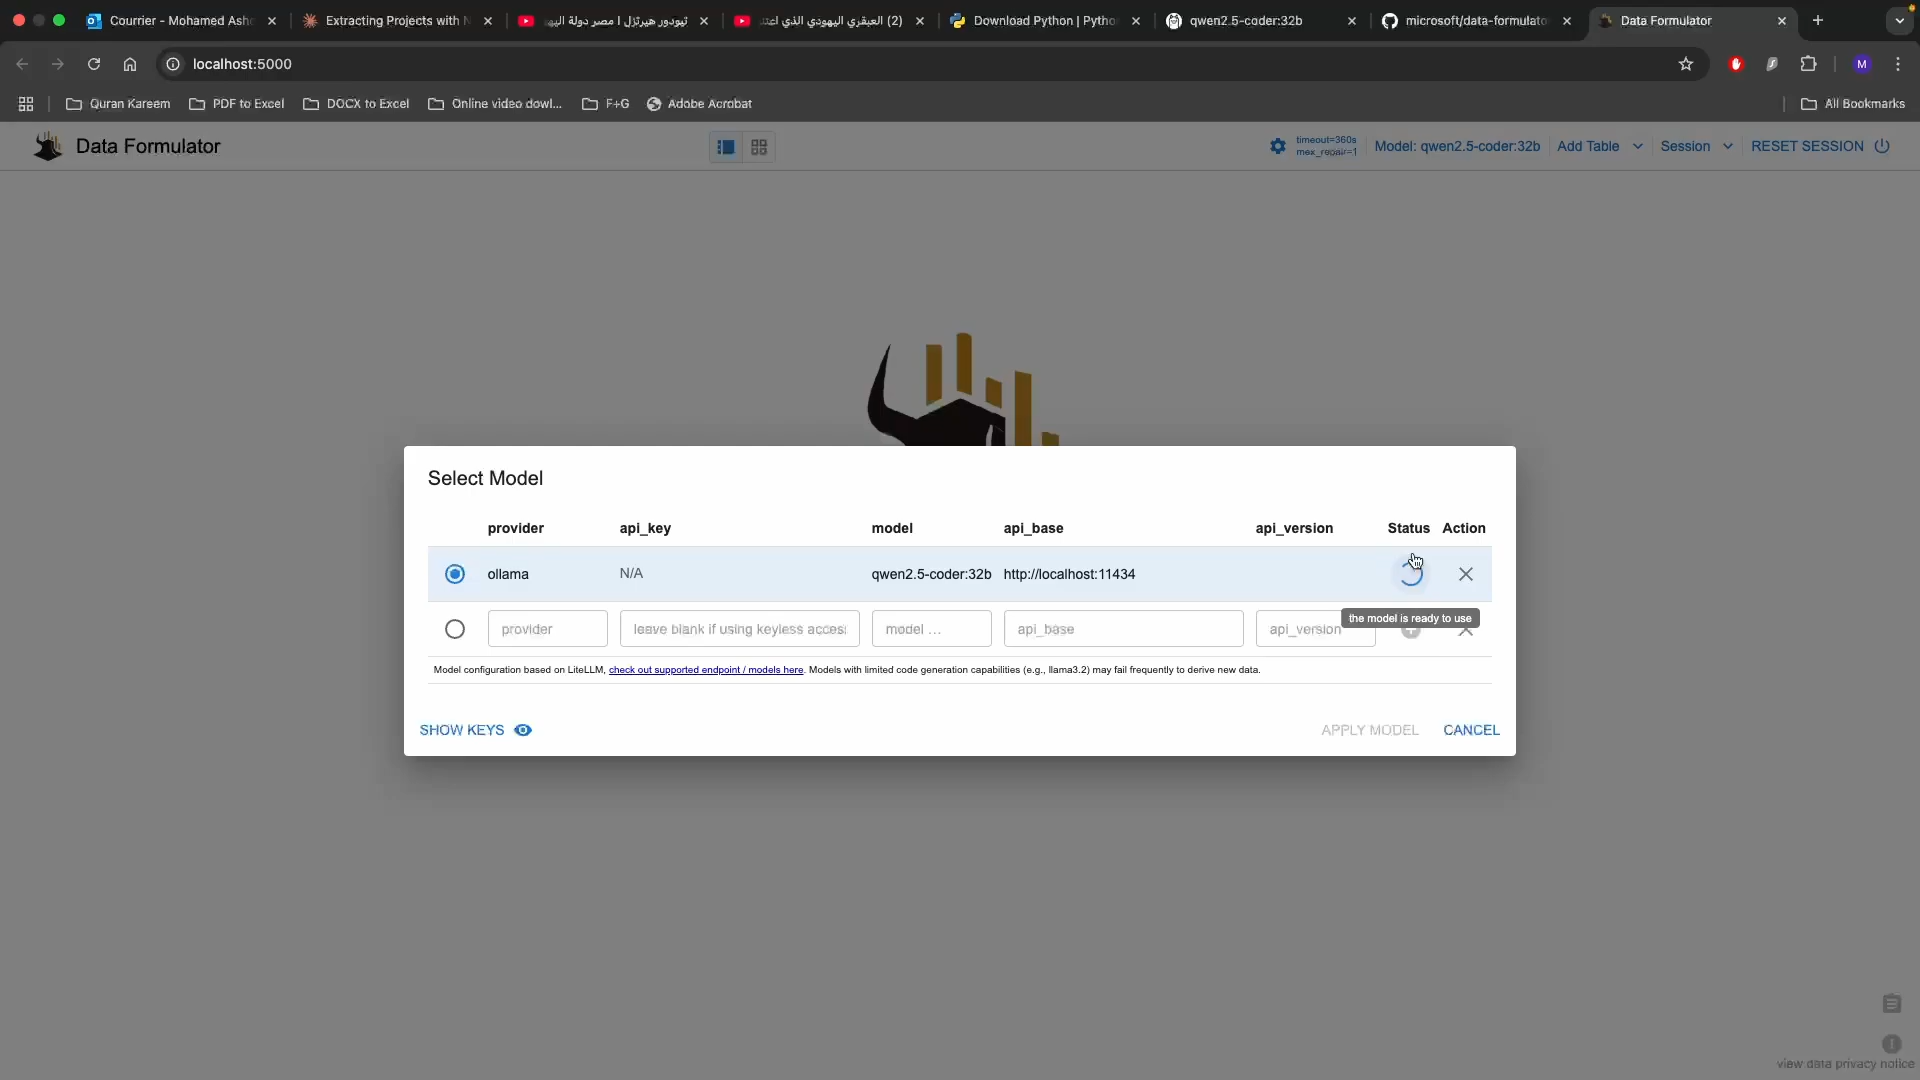 Courrier - Mohamed Ashe
Extracting Projects with N
تيودور هيرتزل | مصر دولة اليه
(2) العبقري اليهودي الذي اعتن
Download Python | Pytho
qwen2.5-coder:32b
microsoft/data-formulato
Data Formulator
localhost:5000
M
Quran Kareem
PDF to Excel
DOCX to Excel
Online video dowl...
F+G
Adobe Acrobat
All Bookmarks
Data Formulator
timeout=360s
max_repair=1
Model: qwen2.5-coder:32b
Add Table
Session
RESET SESSION
Select Model
provider api_key model api_base api_version Status Action
ollama N/A qwen2.5-coder:32b http://localhost:11434
provider leave blank if using keyless acces: model ... api_base api_version
the model is ready to use
Model configuration based on LiteLLM, check out supported endpoint / models here. Models with limited code generation capabilities (e.g., llama3.2) may fail frequently to derive new data.
SHOW KEYS
APPLY MODEL
CANCEL
view data privacy notice